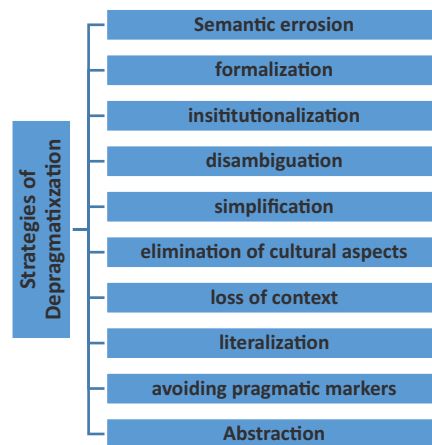 Strategies of
Depragmatixzation
Semantic errosion
formalization
insititutionalization
disambiguation
simplification
elimination of cultural aspects
loss of context
literalization
avoiding pragmatic markers
Abstraction